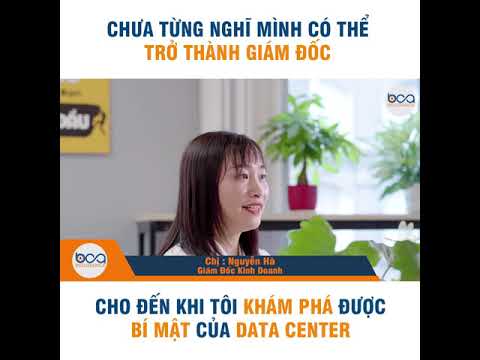 CHƯA TỪNG NGHĨ MÌNH CÓ THỂ
TRỞ THÀNH GIÁM ĐỐC
bca
bca
Chị : Nguyễn Hà
Giám Đốc Kinh Doanh
CHO ĐẾN KHI TÔI KHÁM PHÁ ĐƯỢC
BÍ MẬT CỦA DATA CENTER